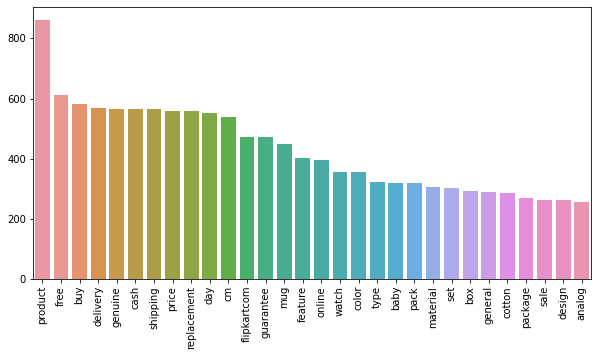 800
600
400
200
0
product
free
buy
delivery
genuine
cash
shipping
price
replacement
day
cm
flipkartcom
guarantee
mug
feature
online
watch
color
type
baby
pack
material
set
box
general
cotton
package
sale
design
analog